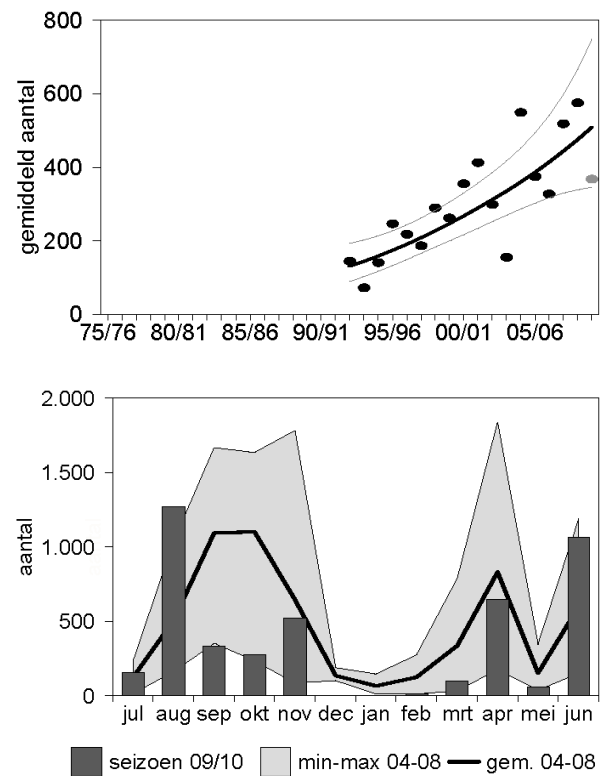 gemiddeld aantal
800
600
400
200
0
75/76 80/81 85/86 90/91 95/96 00/01 05/06
aantal
2.000
1.500
1.000
500
0
jul aug sep okt nov dec jan feb mrt apr mei jun
seizoen 09/10 min-max 04-08 gem. 04-08